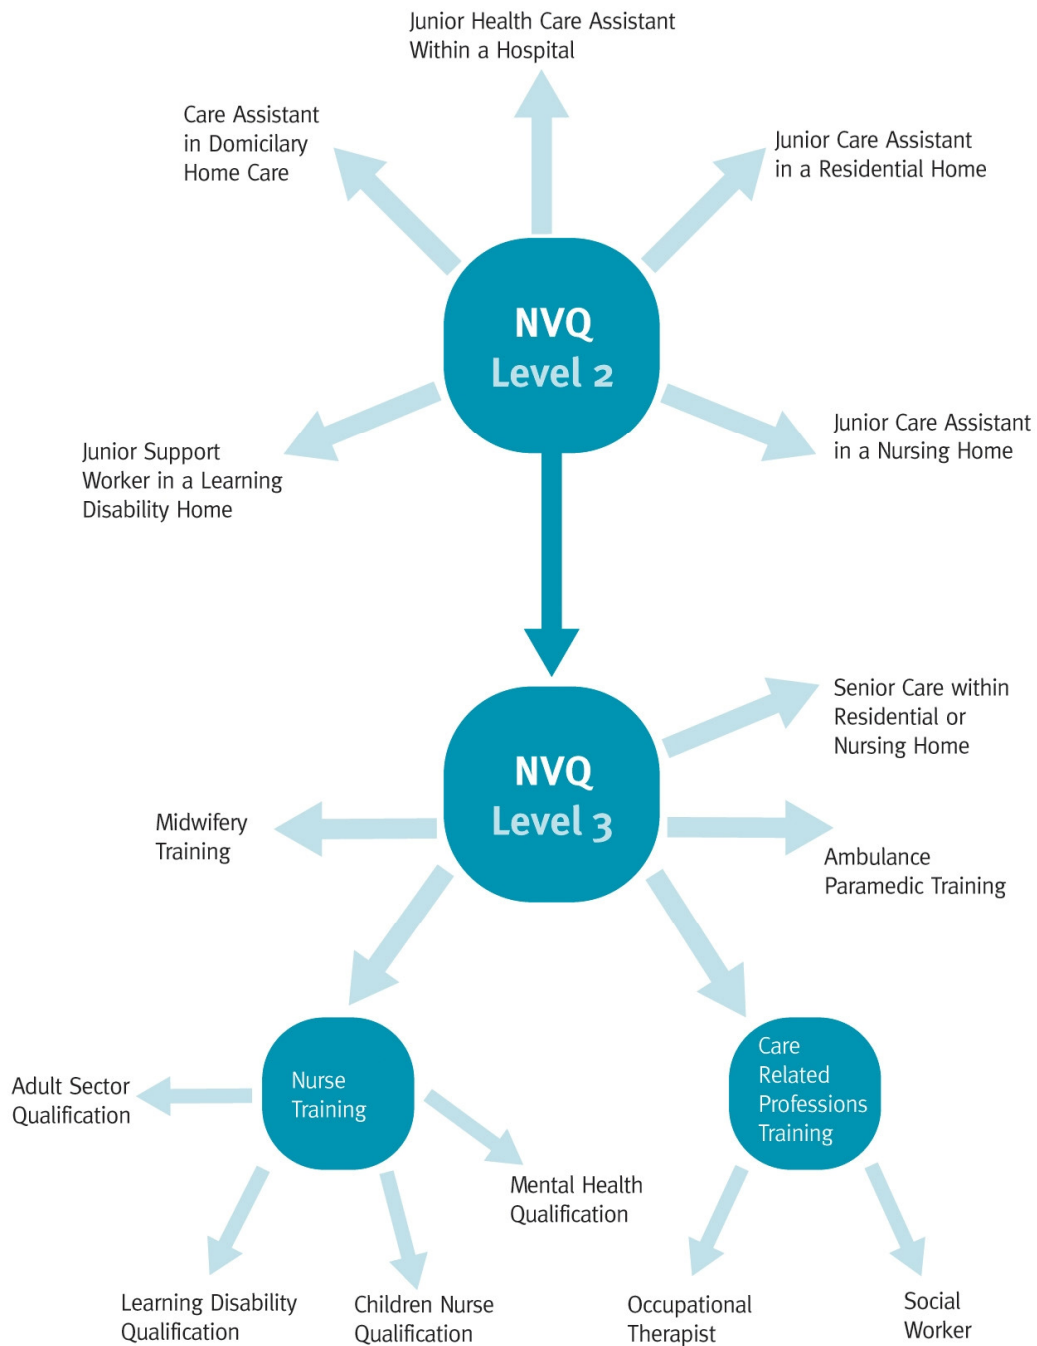 Junior Health Care Assistant
Within a Hospital
Care Assistant
in Domicilary
Home Care
Junior Care Assistant
in a Residential Home
NVQ
Level 2
Junior Support
Worker in a Learning
Disability Home
Junior Care Assistant
in a Nursing Home
Senior Care within
Residential or
Nursing Home
NVQ
Level 3
Midwifery
Training
Ambulance
Paramedic Training
Adult Sector
Qualification
Nurse
Training
Care
Related
Professions
Training
Mental Health
Qualification
Learning Disability
Qualification
Children Nurse
Qualification
Occupational
Therapist
Social
Worker